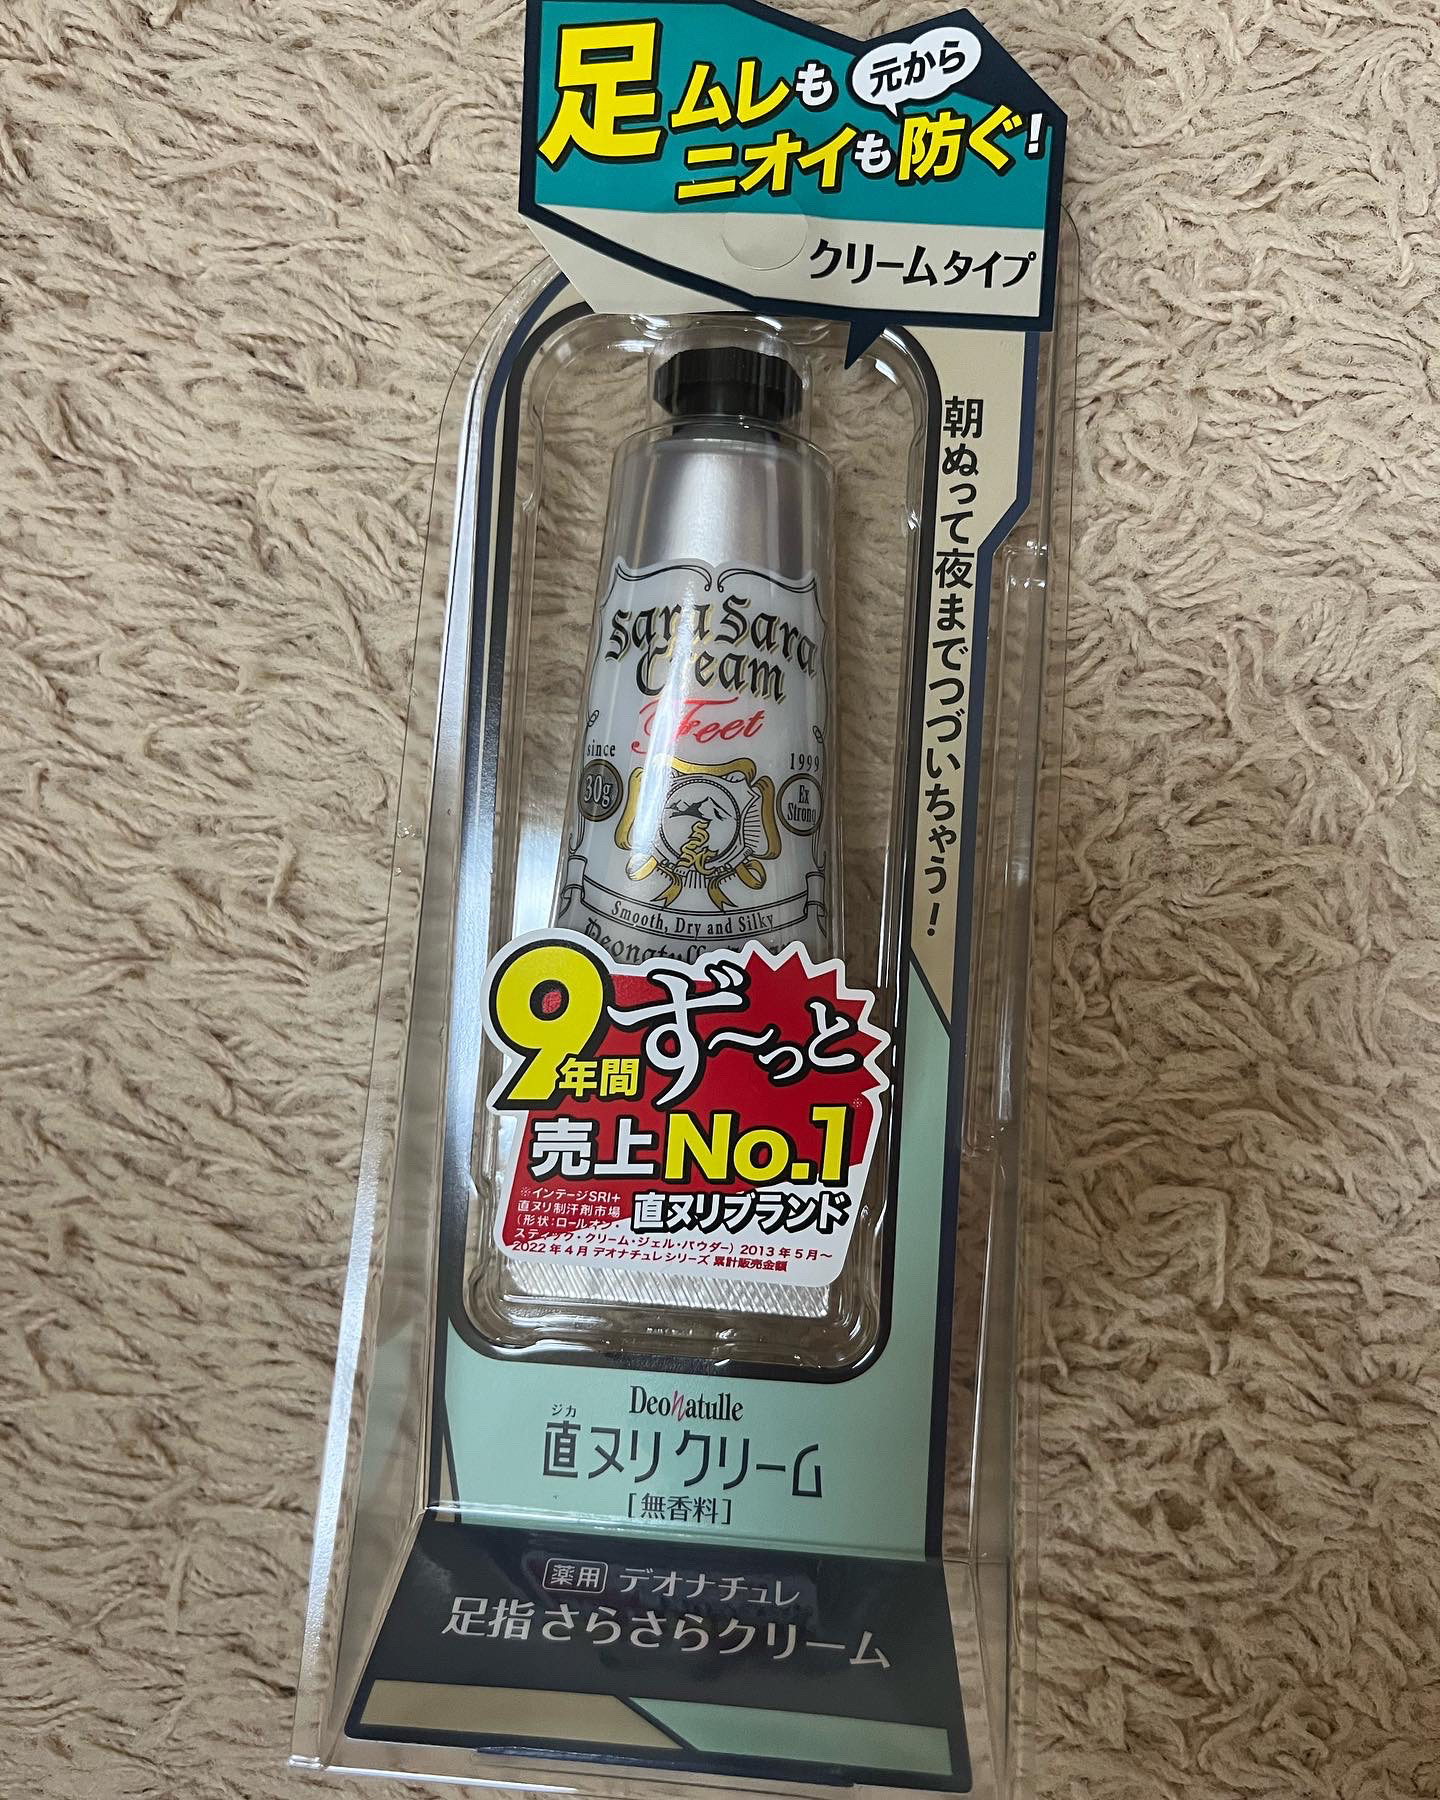 足ムレも元から
ニオイも防ぐ!
クリームタイプ
朝ぬって夜までつづいちゃう!
Sara Sara
Cream
Feet
since
1999
30g
Ex
Strong
SSC
Smooth, Dry and Silky
9年間ず〜っと
売上No.1※
直ヌリブランド
※インテージSRI+
直ヌリ制汗剤市場
(形状:ロールオン・
スティック・クリーム・ジェル・パウダー) 2013年5月〜
2022年4月 デオナチュレシリーズ 累計販売金額
Deonatulle
ジカ
直ヌリクリーム
[無香料]
薬用 デオナチュレ
足指さらさらクリーム